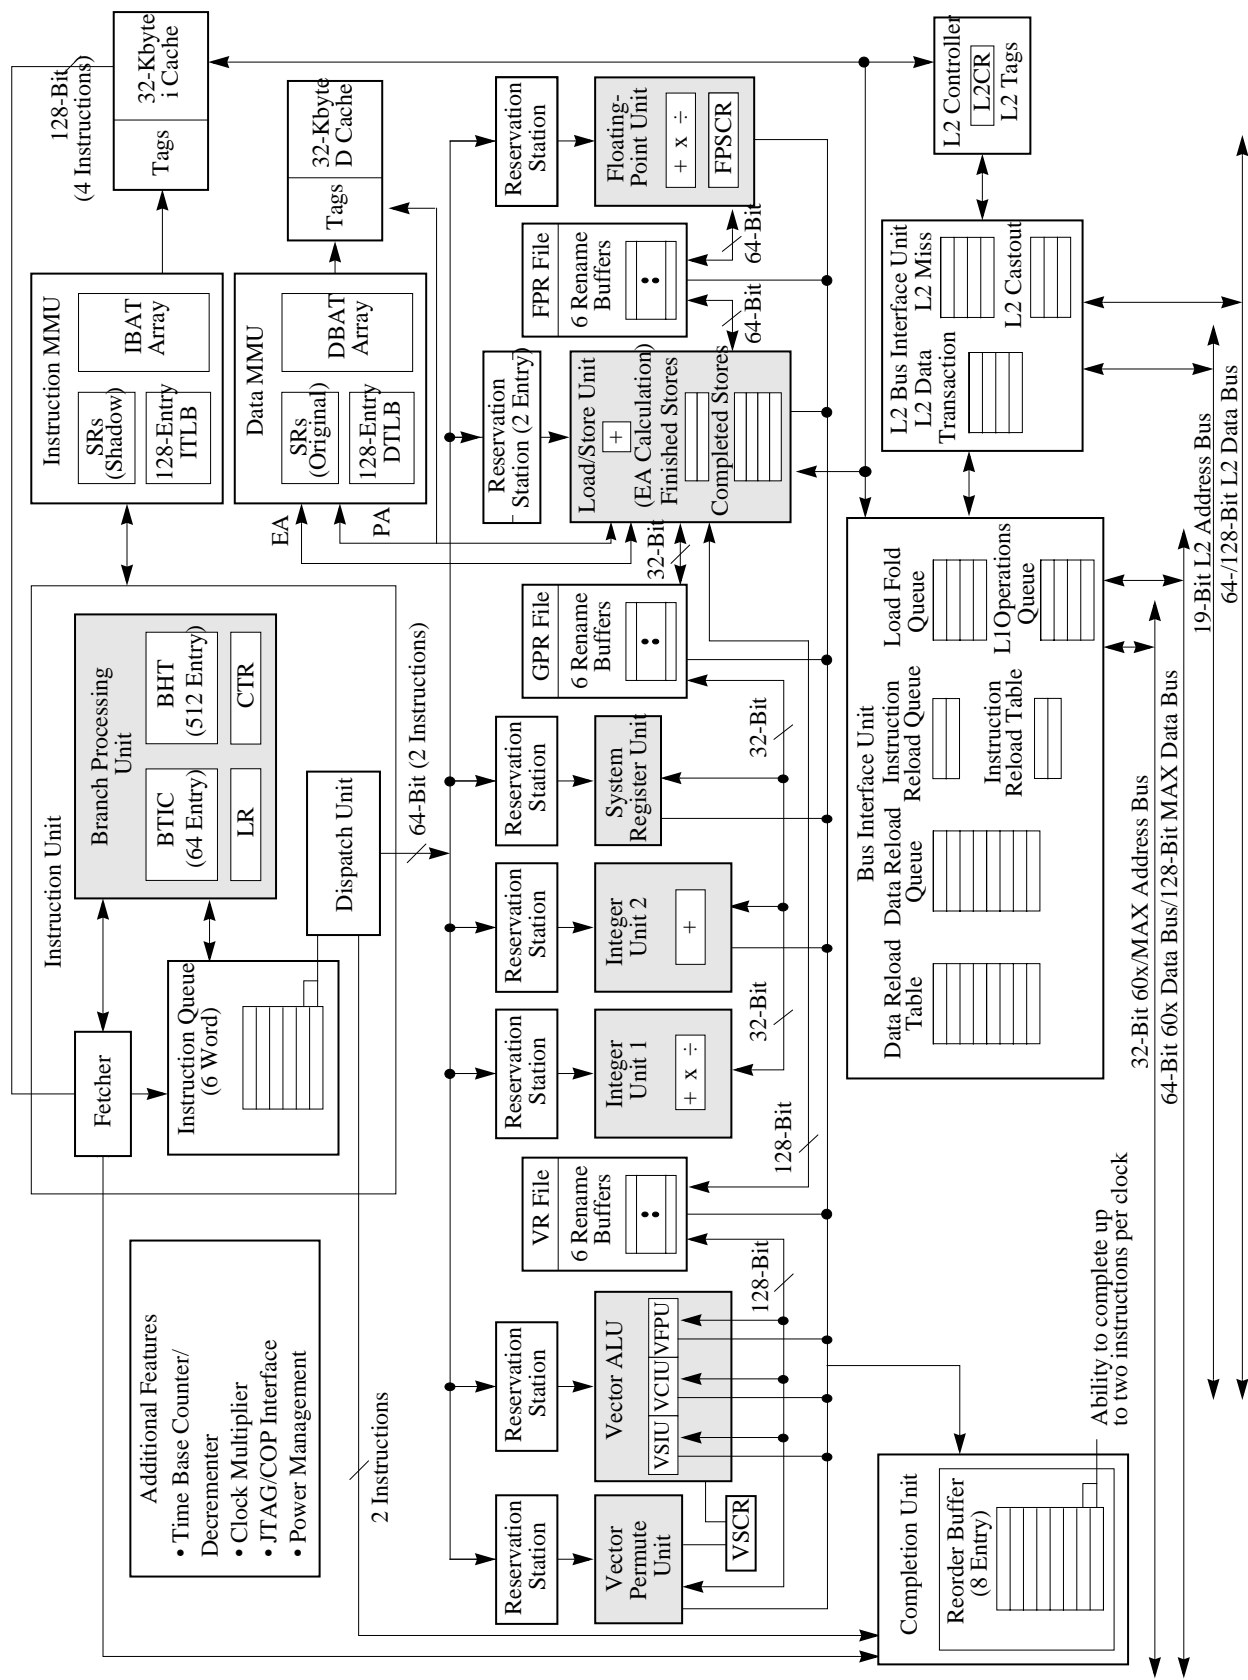 Additional Features
• Time Base Counter/
Decrementer
• Clock Multiplier
• JTAG/COP Interface
• Power Management
Instruction Unit
Fetcher
Instruction Queue
(6 Word)
Branch Processing
Unit
BTIC
(64 Entry)
BHT
(512 Entry)
LR
CTR
Dispatch Unit
Instruction MMU
SRs
(Shadow)
128-Entry
ITLB
IBAT
Array
Tags
32-Kbyte
i Cache
128-Bit
(4 Instructions)
Data MMU
SRs
(Original)
128-Entry
DTLB
DBAT
Array
Tags
32-Kbyte
D Cache
EA
PA
2 Instructions
64-Bit (2 Instructions)
Reservation
Station
Reservation
Station
Reservation
Station
Reservation
Station
Reservation
Station
Reservation
Station (2 Entry)
Reservation
Station
Vector
Permute
Unit
VSCR
Vector ALU
VSIU
VCIU
VFPU
128-Bit
VR File
6 Rename
Buffers
128-Bit
Integer
Unit 1
+ x ÷
32-Bit
Integer
Unit 2
+
System
Register Unit
32-Bit
GPR File
6 Rename
Buffers
32-Bit
Load/Store Unit
+
(EA Calculation)
Finished Stores
Completed Stores
64-Bit
FPR File
6 Rename
Buffers
64-Bit
Floating-
Point Unit
+ x ÷
FPSCR
Completion Unit
Reorder Buffer
(8 Entry)
Ability to complete up
to two instructions per clock
Bus Interface Unit
Data Reload
Table
Data Reload
Queue
Instruction
Reload Queue
Instruction
Reload Table
Load Fold
Queue
L1Operations
Queue
L2 Bus Interface Unit
L2 Data
Transaction
L2 Miss
L2 Castout
L2 Controller
L2CR
L2 Tags
32-Bit 60x/MAX Address Bus
64-Bit 60x Data Bus/128-Bit MAX Data Bus
19-Bit L2 Address Bus
64-/128-Bit L2 Data Bus